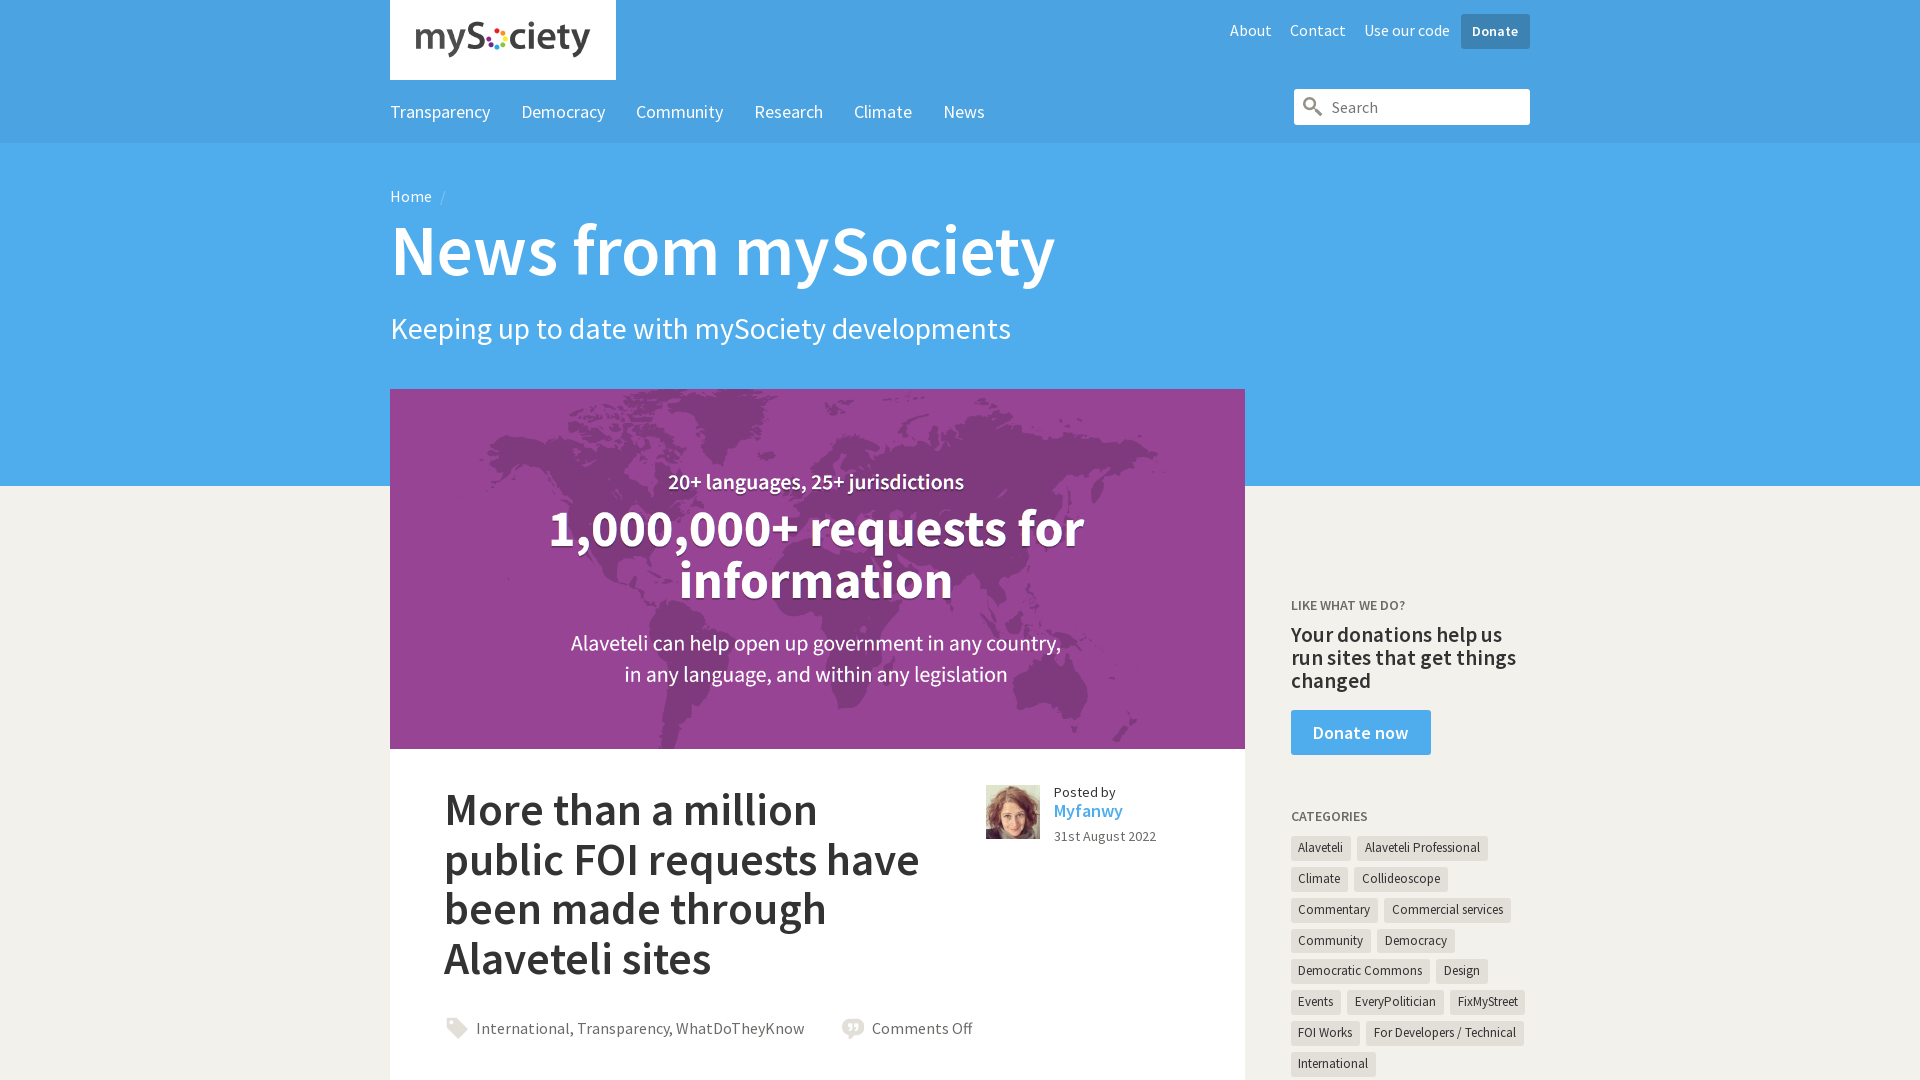 mySociety
About Contact Use our code Donate
Transparency Democracy Community Research Climate News
Search
Home /
News from mySociety
Keeping up to date with mySociety developments
20+ languages, 25+ jurisdictions
1,000,000+ requests for
information
Alaveteli can help open up government in any country,
in any language, and within any legislation
More than a million
public FOI requests have
been made through
Alaveteli sites
Posted by
Myfanwy
31st August 2022
International, Transparency, WhatDoTheyKnow
Comments Off
LIKE WHAT WE DO?
Your donations help us
run sites that get things
changed
Donate now
CATEGORIES
Alaveteli Alaveteli Professional
Climate Collideoscope
Commentary Commercial services
Community Democracy
Democratic Commons Design
Events EveryPolitician FixMyStreet
FOI Works For Developers / Technical
International